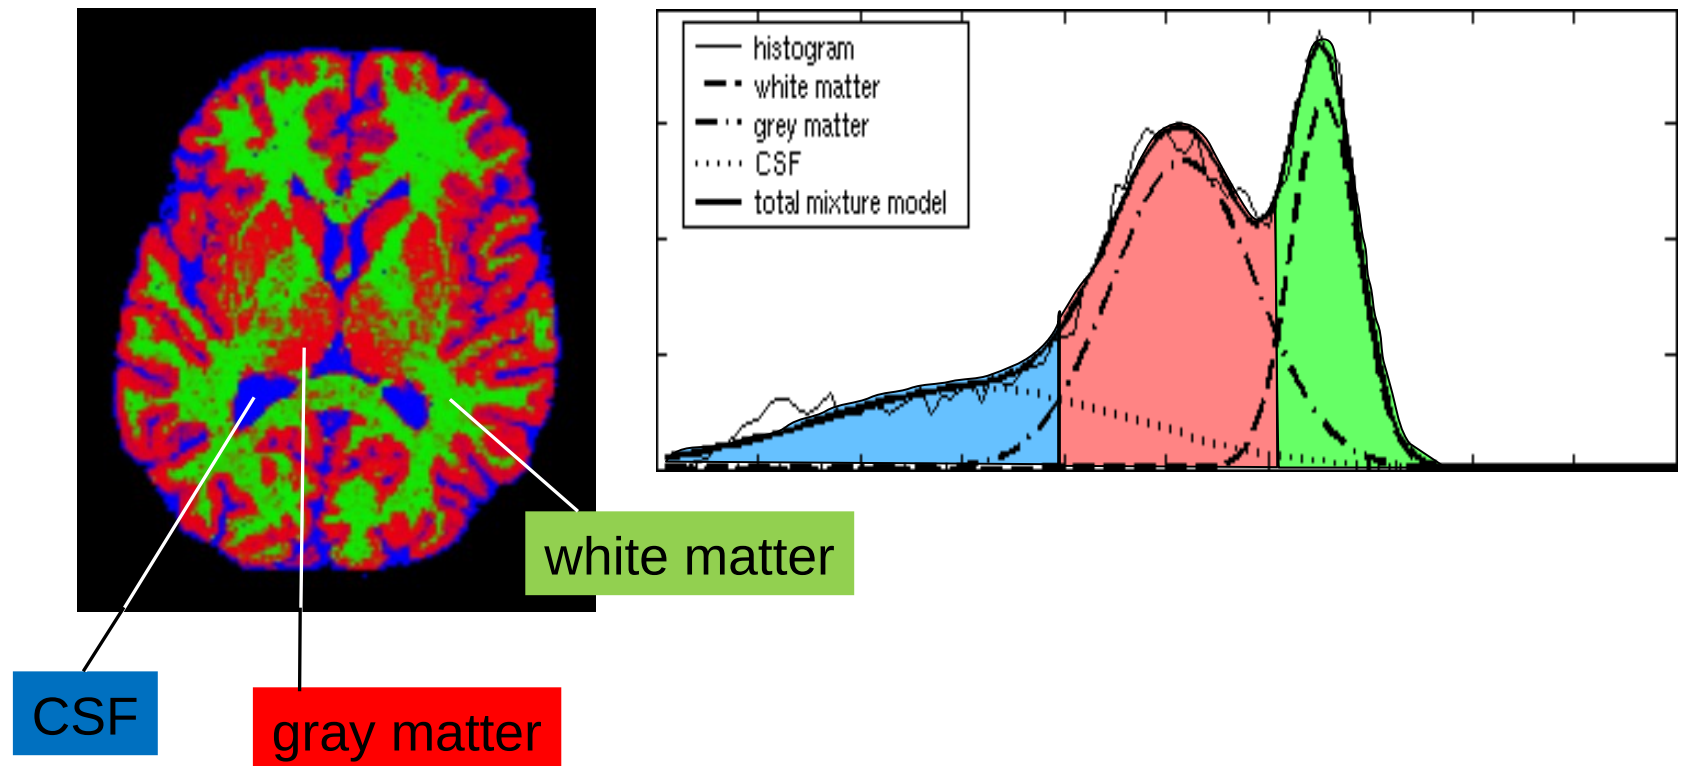 histogram
white matter
grey matter
CSF
total mixture model
white matter
CSF
gray matter